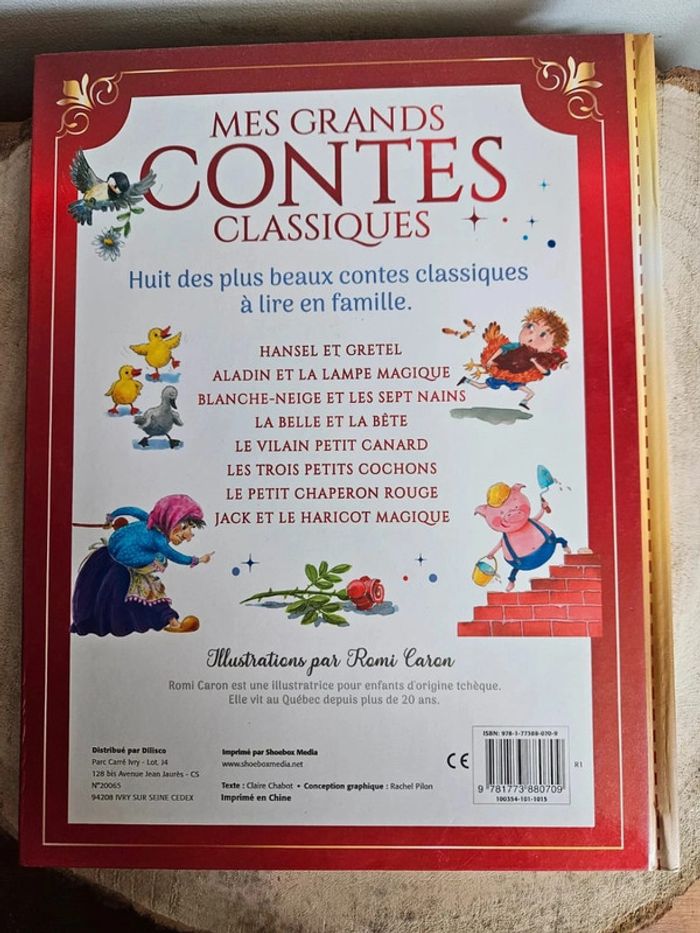 MES GRANDS
CONTES
CLASSIQUES
Huit des plus beaux contes classiques
à lire en famille.
HANSEL ET GRETEL
ALADIN ET LA LAMPE MAGIQUE
BLANCHE-NEIGE ET LES SEPT NAINS
LA BELLE ET LA BÊTE
LE VILAIN PETIT CANARD
LES TROIS PETITS COCHONS
LE PETIT CHAPERON ROUGE
JACK ET LE HARICOT MAGIQUE
Illustrations par Romi Caron
Romi Caron est une illustratrice pour enfants d'origine tchèque.
Elle vit au Québec depuis plus de 20 ans.
Distribué par Dilisco
Parc Carré Ivry - Lot. J4
128 bis Avenue Jean Jaurès - CS
N°20065
94208 IVRY SUR SEINE CEDEX
Imprimé par Shoebox Media
www.shoeboxmedia.net
Texte : Claire Chabot • Conception graphique : Rachel Pilon
Imprimé en Chine
CE
ISBN: 978-1-77388-070-9
9 781773 880709
100354-101-1015
R1